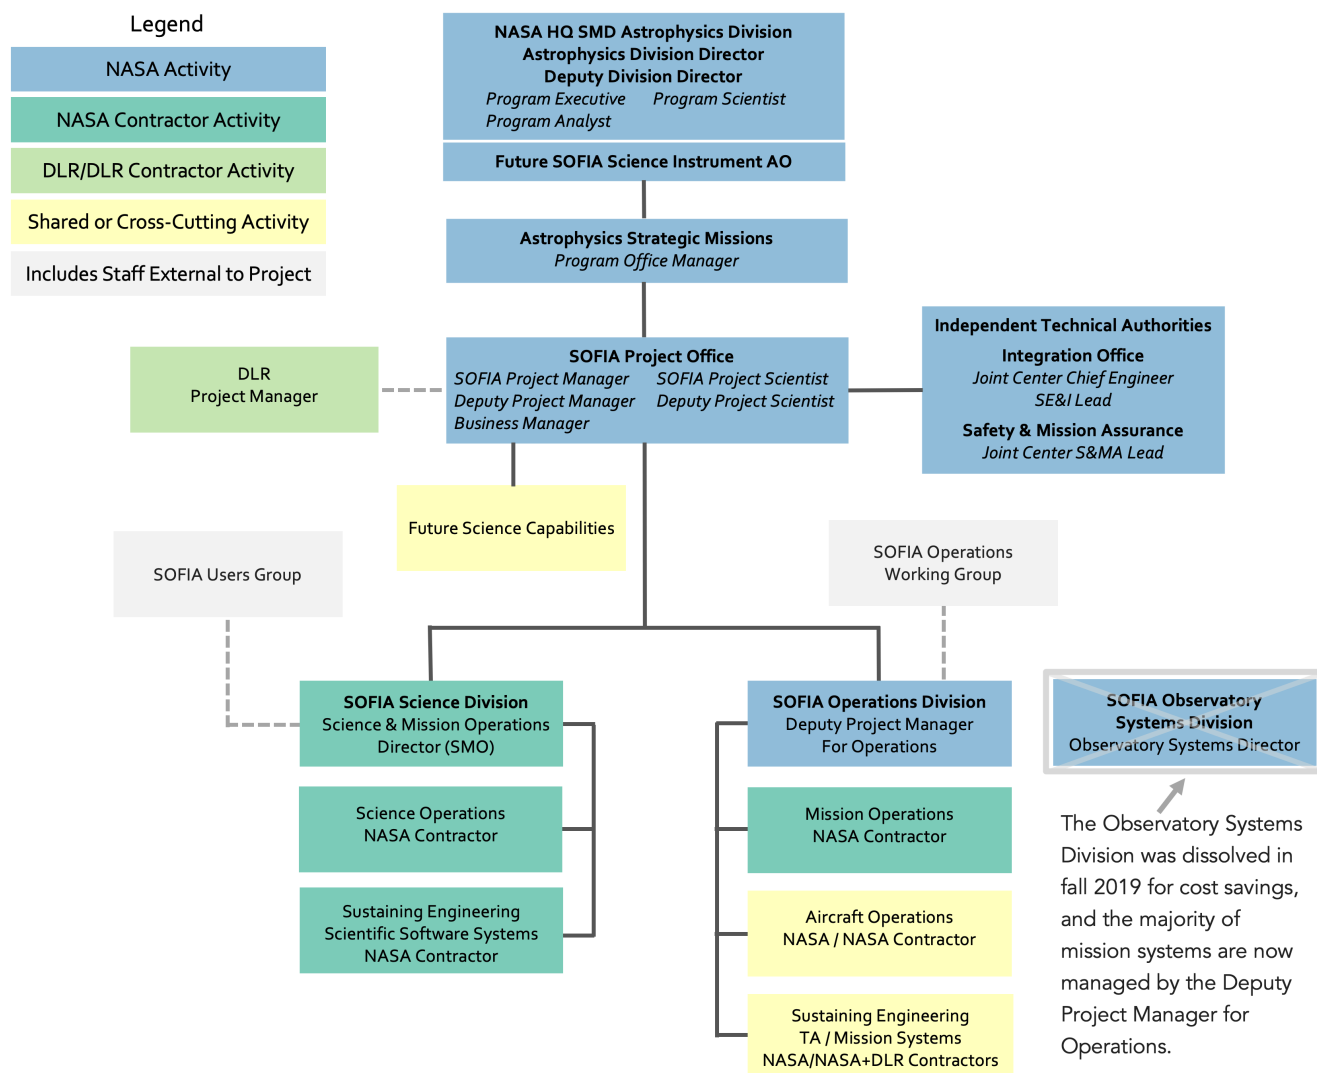 Legend
NASA Activity
NASA Contractor Activity
DLR/DLR Contractor Activity
Shared or Cross-Cutting Activity
Includes Staff External to Project
NASA HQ SMD Astrophysics Division
Astrophysics Division Director
Deputy Division Director
Program Executive Program Scientist
Program Analyst
Future SOFIA Science Instrument AO
Astrophysics Strategic Missions
Program Office Manager
Independent Technical Authorities
Integration Office
Joint Center Chief Engineer
SE&I Lead
Safety & Mission Assurance
Joint Center S&MA Lead
SOFIA Project Office
SOFIA Project Manager SOFIA Project Scientist
Deputy Project Manager Deputy Project Scientist
Business Manager
DLR
Project Manager
Future Science Capabilities
SOFIA Users Group
SOFIA Operations
Working Group
SOFIA Science Division
Science & Mission Operations
Director (SMO)
Science Operations
NASA Contractor
Sustaining Engineering
Scientific Software Systems
NASA Contractor
SOFIA Operations Division
Deputy Project Manager
For Operations
Mission Operations
NASA Contractor
Aircraft Operations
NASA / NASA Contractor
Sustaining Engineering
TA / Mission Systems
NASA/NASA+DLR Contractors
SOFIA Observatory
Systems Division
Observatory Systems Director
The Observatory Systems
Division was dissolved in
fall 2019 for cost savings,
and the majority of
mission systems are now
managed by the Deputy
Project Manager for
Operations.